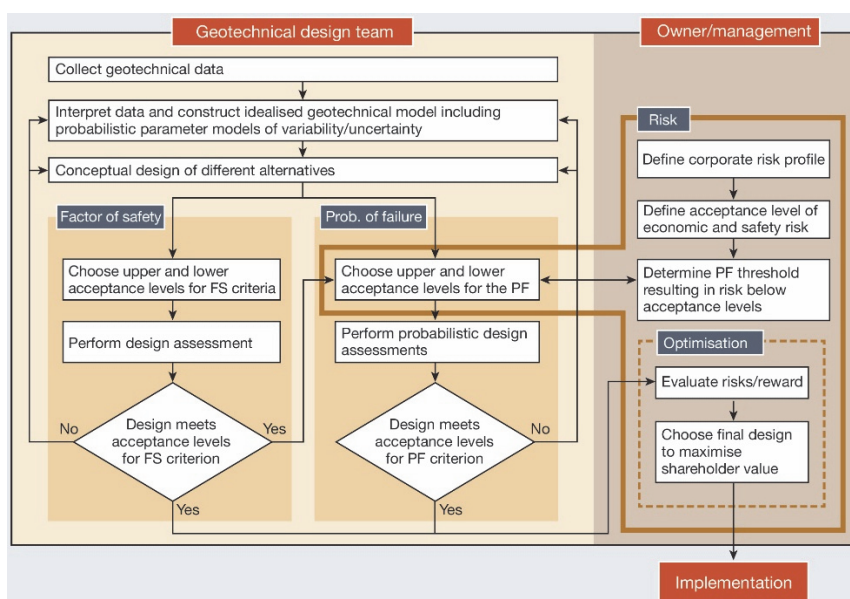 Geotechnical design team
Owner/management
Collect geotechnical data
Interpret data and construct idealised geotechnical model including
probabilistic parameter models of variability/uncertainty
Conceptual design of different alternatives
Factor of safety
Choose upper and lower
acceptance levels for FS criteria
Perform design assessment
No
Design meets
acceptance levels
for FS criterion
Yes
Yes
Prob. of failure
Choose upper and lower
acceptance levels for the PF
Perform probabilistic design
assessments
Design meets
acceptance levels
for PF criterion
No
Yes
Risk
Define corporate risk profile
Define acceptance level of
economic and safety risk
Determine PF threshold
resulting in risk below
acceptance levels
Optimisation
Evaluate risks/reward
Choose final design
to maximise
shareholder value
Implementation